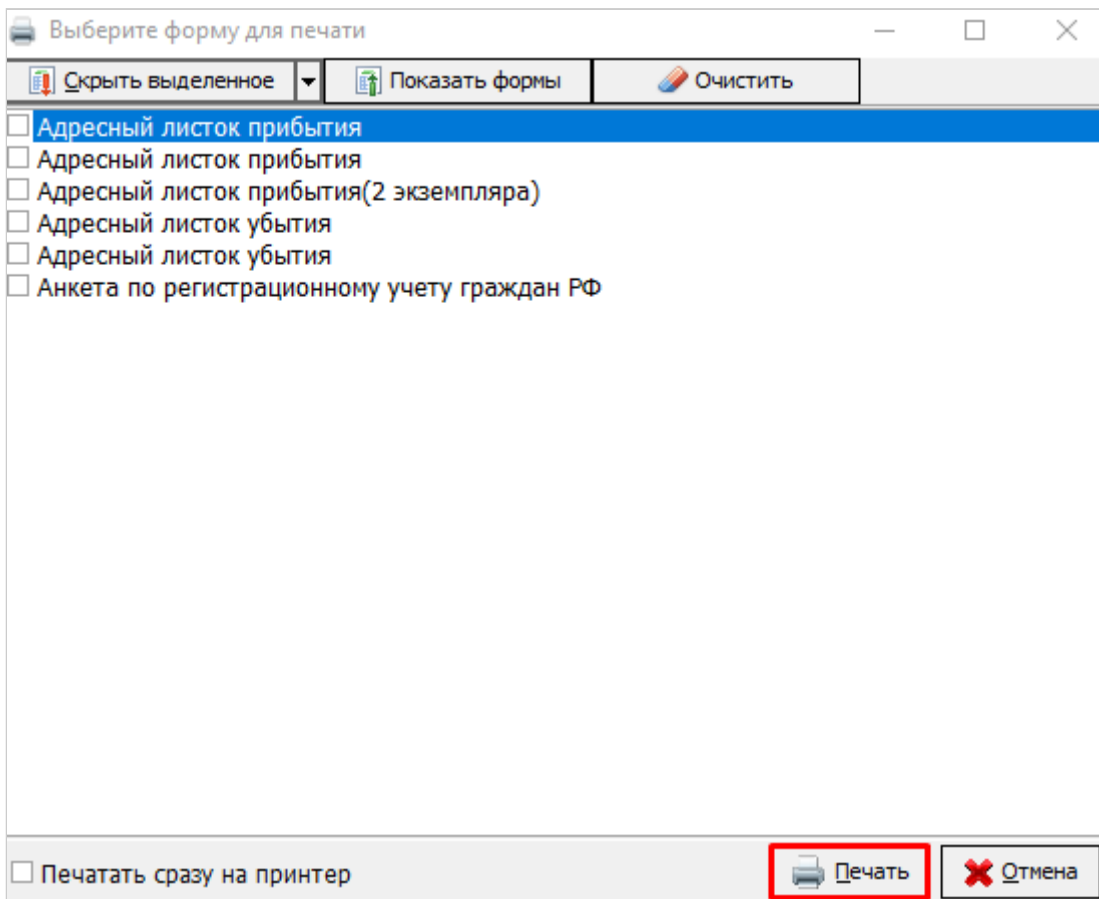 Выберите форму для печати
Скрыть выделенное Показать формы Очистить
Адресный листок прибытия
Адресный листок прибытия
Адресный листок прибытия(2 экземпляра)
Адресный листок убытия
Адресный листок убытия
Анкета по регистрационному учету граждан РФ
Печатать сразу на принтер Печать Отмена